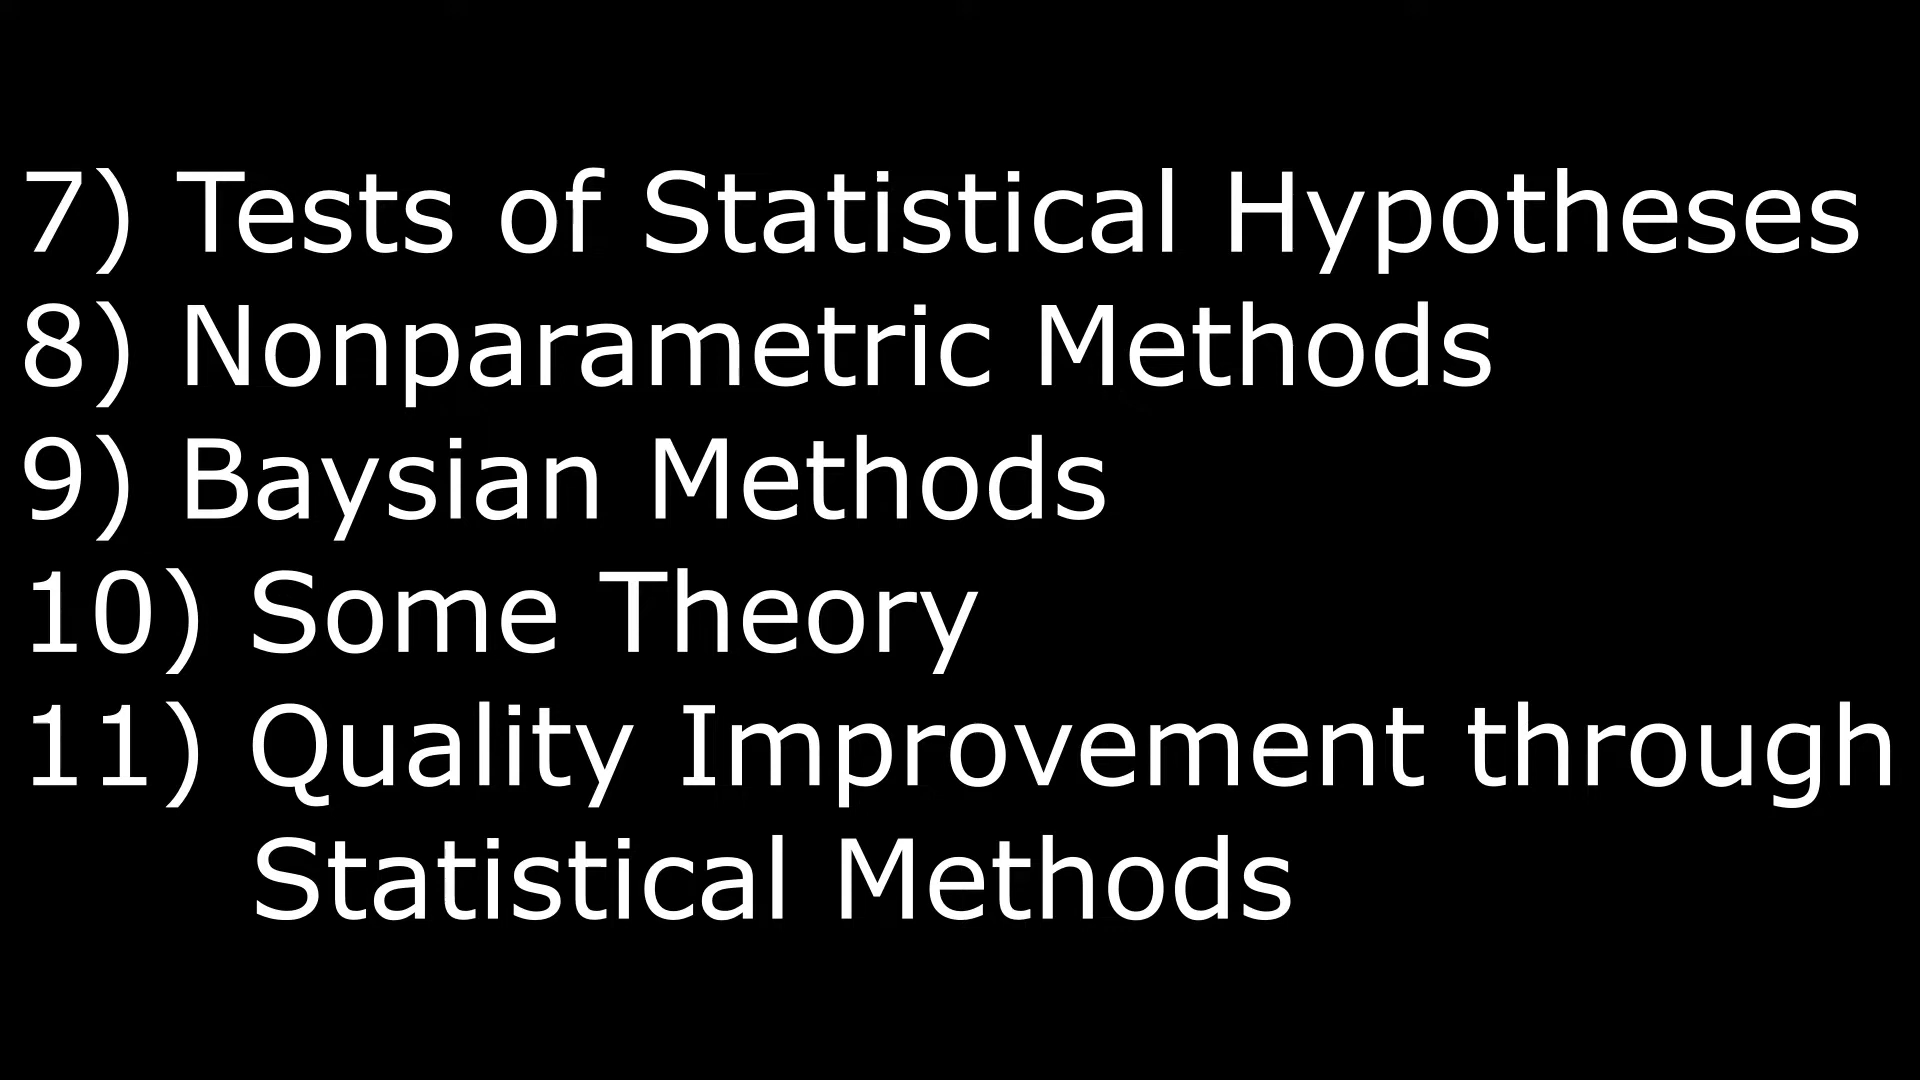 7) Tests of Statistical Hypotheses
8) Nonparametric Methods
9) Baysian Methods
10) Some Theory
11) Quality Improvement through
Statistical Methods